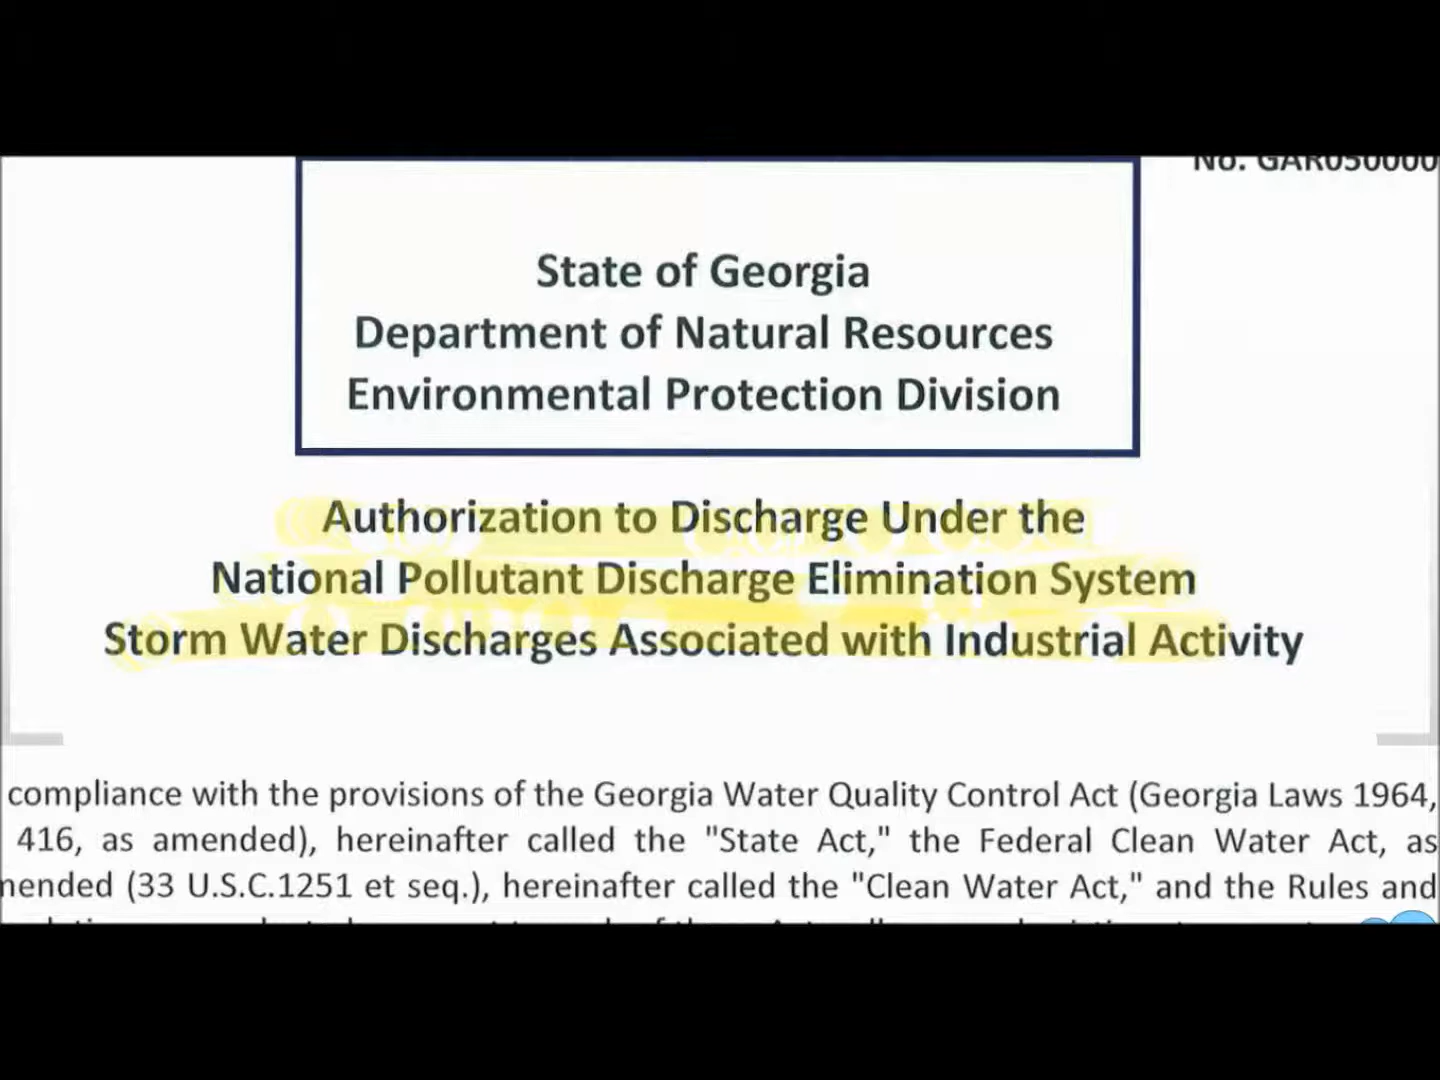 No. GAR050000
State of Georgia
Department of Natural Resources
Environmental Protection Division
Authorization to Discharge Under the
National Pollutant Discharge Elimination System
Storm Water Discharges Associated with Industrial Activity
compliance with the provisions of the Georgia Water Quality Control Act (Georgia Laws 1964,
416, as amended), hereinafter called the "State Act," the Federal Clean Water Act, as
mended (33 U.S.C.1251 et seq.), hereinafter called the "Clean Water Act," and the Rules and